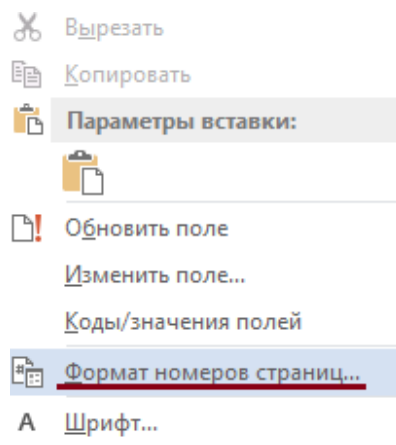 Вырезать
Копировать
Параметры вставки:
Обновить поле
Изменить поле...
Коды/значения полей
Формат номеров страниц...
А Шрифт...